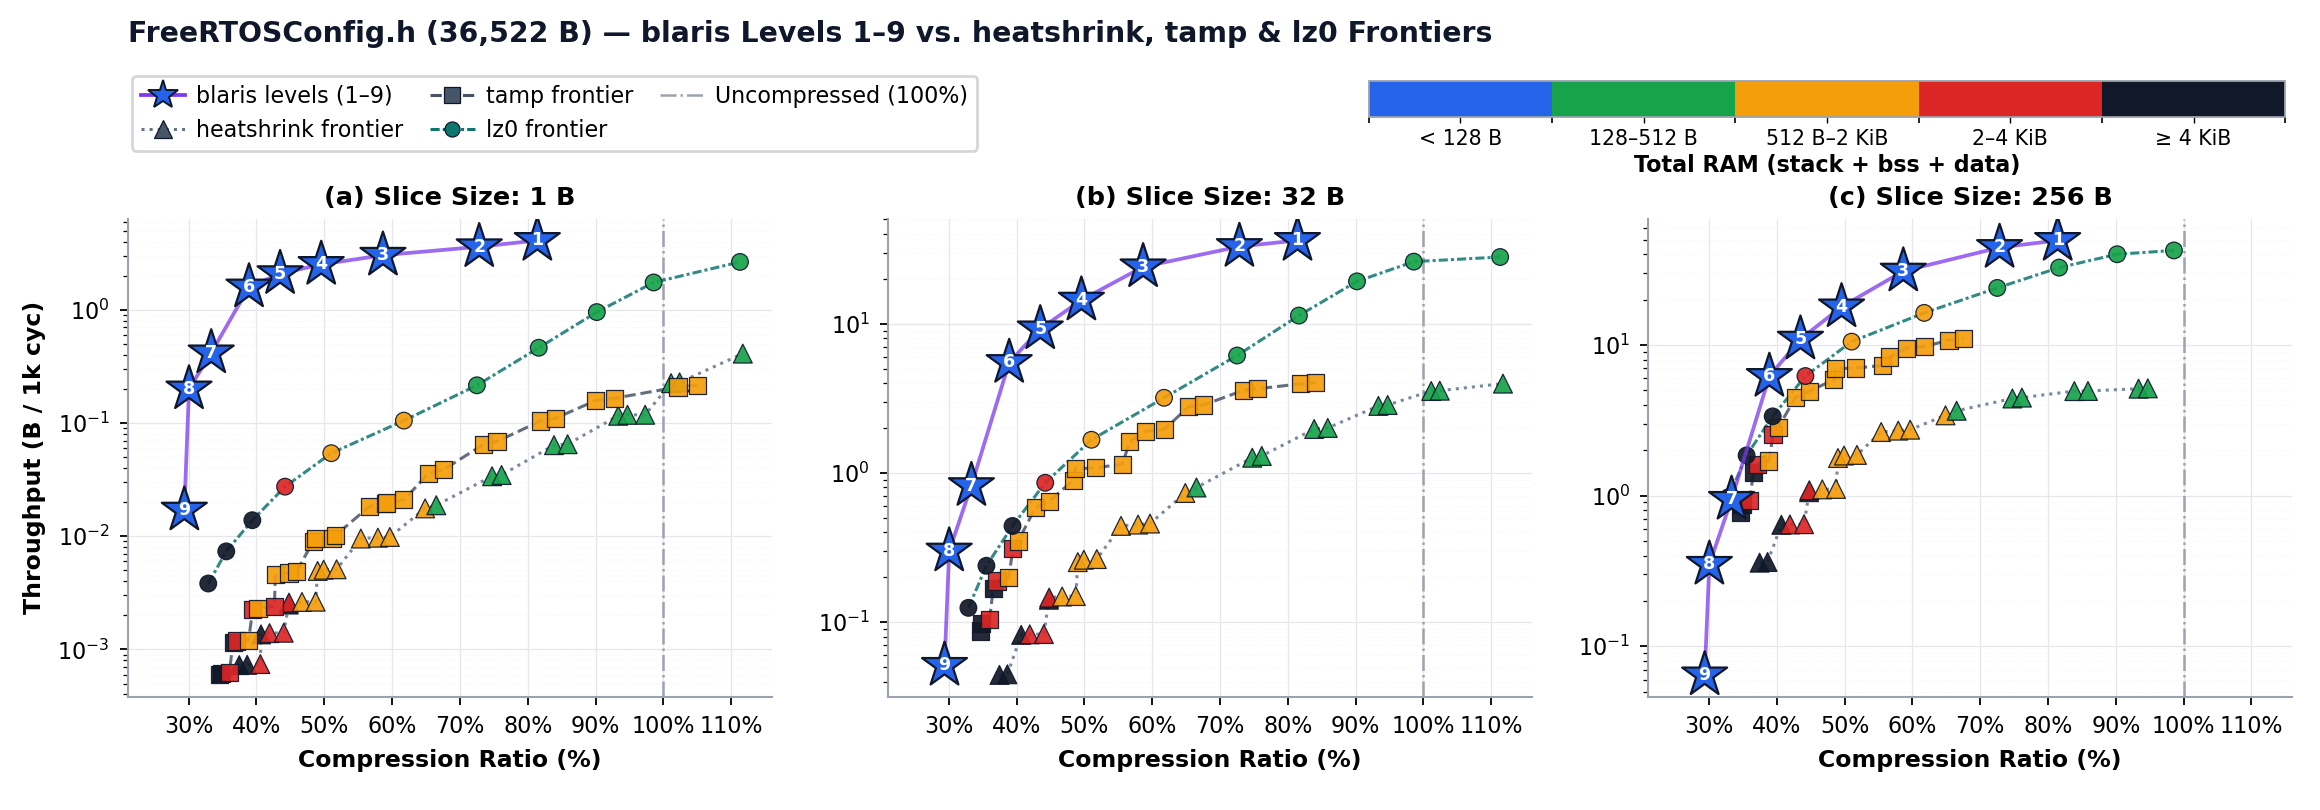 FreeRTOSConfig.h (36,522 B) — blaris Levels 1–9 vs. heatshrink, tamp & lz0 Frontiers
blaris levels (1–9)
heatshrink frontier
tamp frontier
lz0 frontier
Uncompressed (100%)
< 128 B
128–512 B
512 B–2 KiB
2–4 KiB
≥ 4 KiB
Total RAM (stack + bss + data)
(a) Slice Size: 1 B
Throughput (B / 1k cyc)
10⁰
10⁻¹
10⁻²
10⁻³
9
8
7
6
5
4
3
2
1
30% 40% 50% 60% 70% 80% 90% 100% 110%
Compression Ratio (%)
(b) Slice Size: 32 B
10¹
10⁰
10⁻¹
9
8
7
6
5
4
3
2
1
30% 40% 50% 60% 70% 80% 90% 100% 110%
Compression Ratio (%)
(c) Slice Size: 256 B
10¹
10⁰
10⁻¹
9
8
7
6
5
4
3
2
1
30% 40% 50% 60% 70% 80% 90% 100% 110%
Compression Ratio (%)